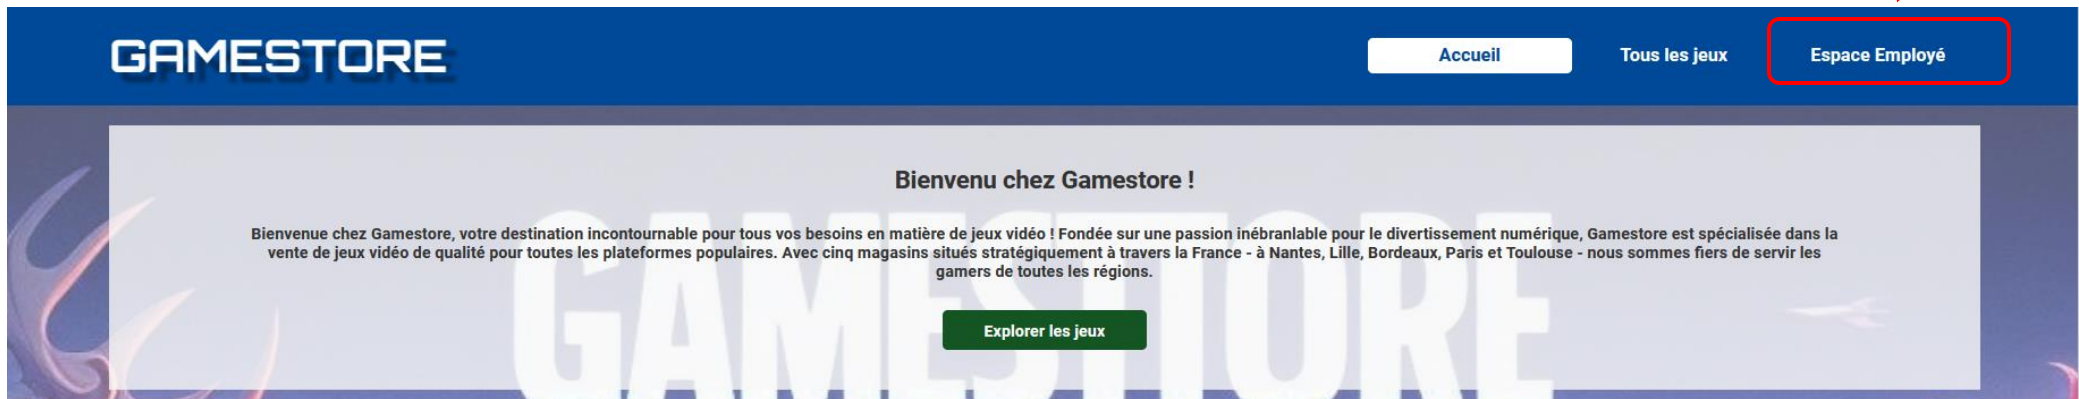 GAMESTORE
Accueil
Tous les jeux
Espace Employé
Bienvenu chez Gamestore !
Bienvenue chez Gamestore, votre destination incontournable pour tous vos besoins en matière de jeux vidéo ! Fondée sur une passion inébranlable pour le divertissement numérique, Gamestore est spécialisée dans la
vente de jeux vidéo de qualité pour toutes les plateformes populaires. Avec cinq magasins situés stratégiquement à travers la France - à Nantes, Lille, Bordeaux, Paris et Toulouse - nous sommes fiers de servir les
gamers de toutes les régions.
GAMESTTORE
Explorer les jeux